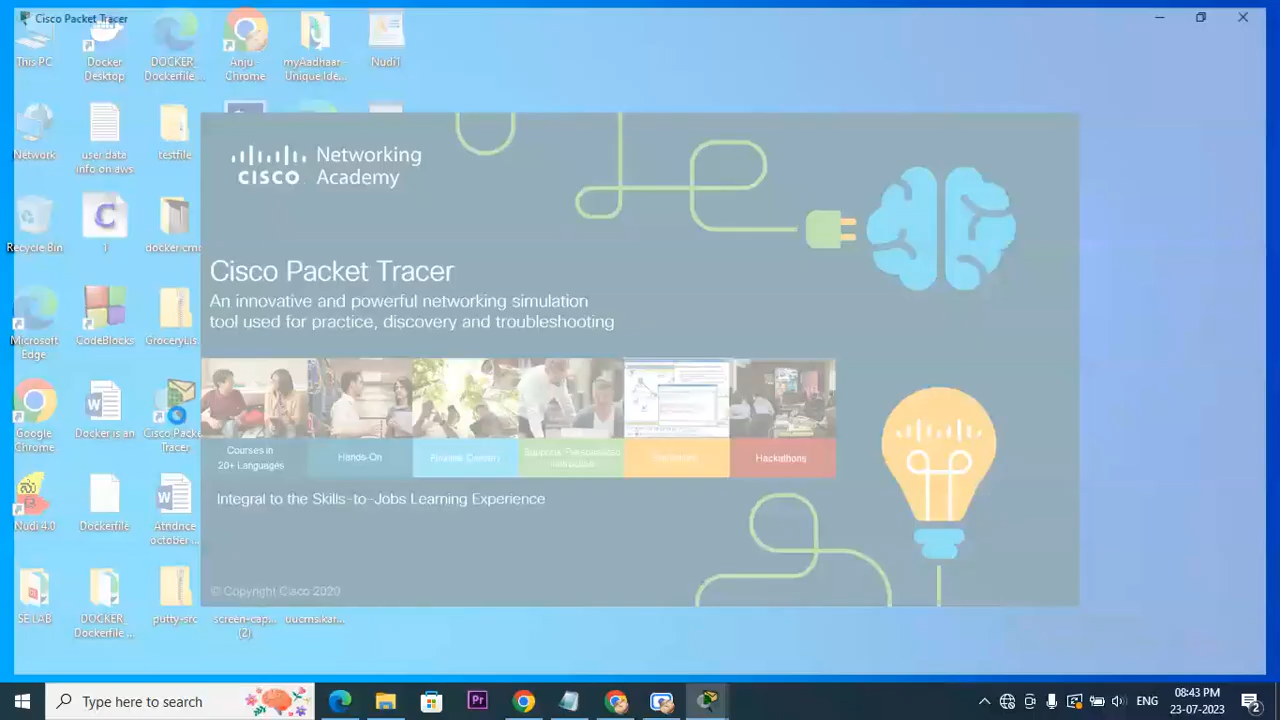 Cisco Packet Tracer
This PC
Docker
Desktop
DOCKER_
Dockerfile ...
Anju -
Chrome
myAadhaar -
Unique Ide...
Nudi1
Network
user data
info on aws
testfile
Networking
CISCO Academy
Recycle Bin
1
Cisco Packet Tracer
An innovative and powerful networking simulation
tool used for practice, discovery and troubleshooting
Microsoft
Edge
CodeBlocks
GroceryLis...
Google
Chrome
Docker is an
Cisco Packet
Tracer
Courses in
20+ Languages
Hands-On
Hackathons
Integral to the Skills-to-Jobs Learning Experience
Nudi 4.0
Dockerfile
Atndnce
october ...
© Copyright Cisco 2020
SE LAB
DOCKER_
Dockerfile ...
putty-src
screen-cap...
(2)
uucmsikar...
Type here to search
Pr
ENG
08:43 PM
23-07-2023
2